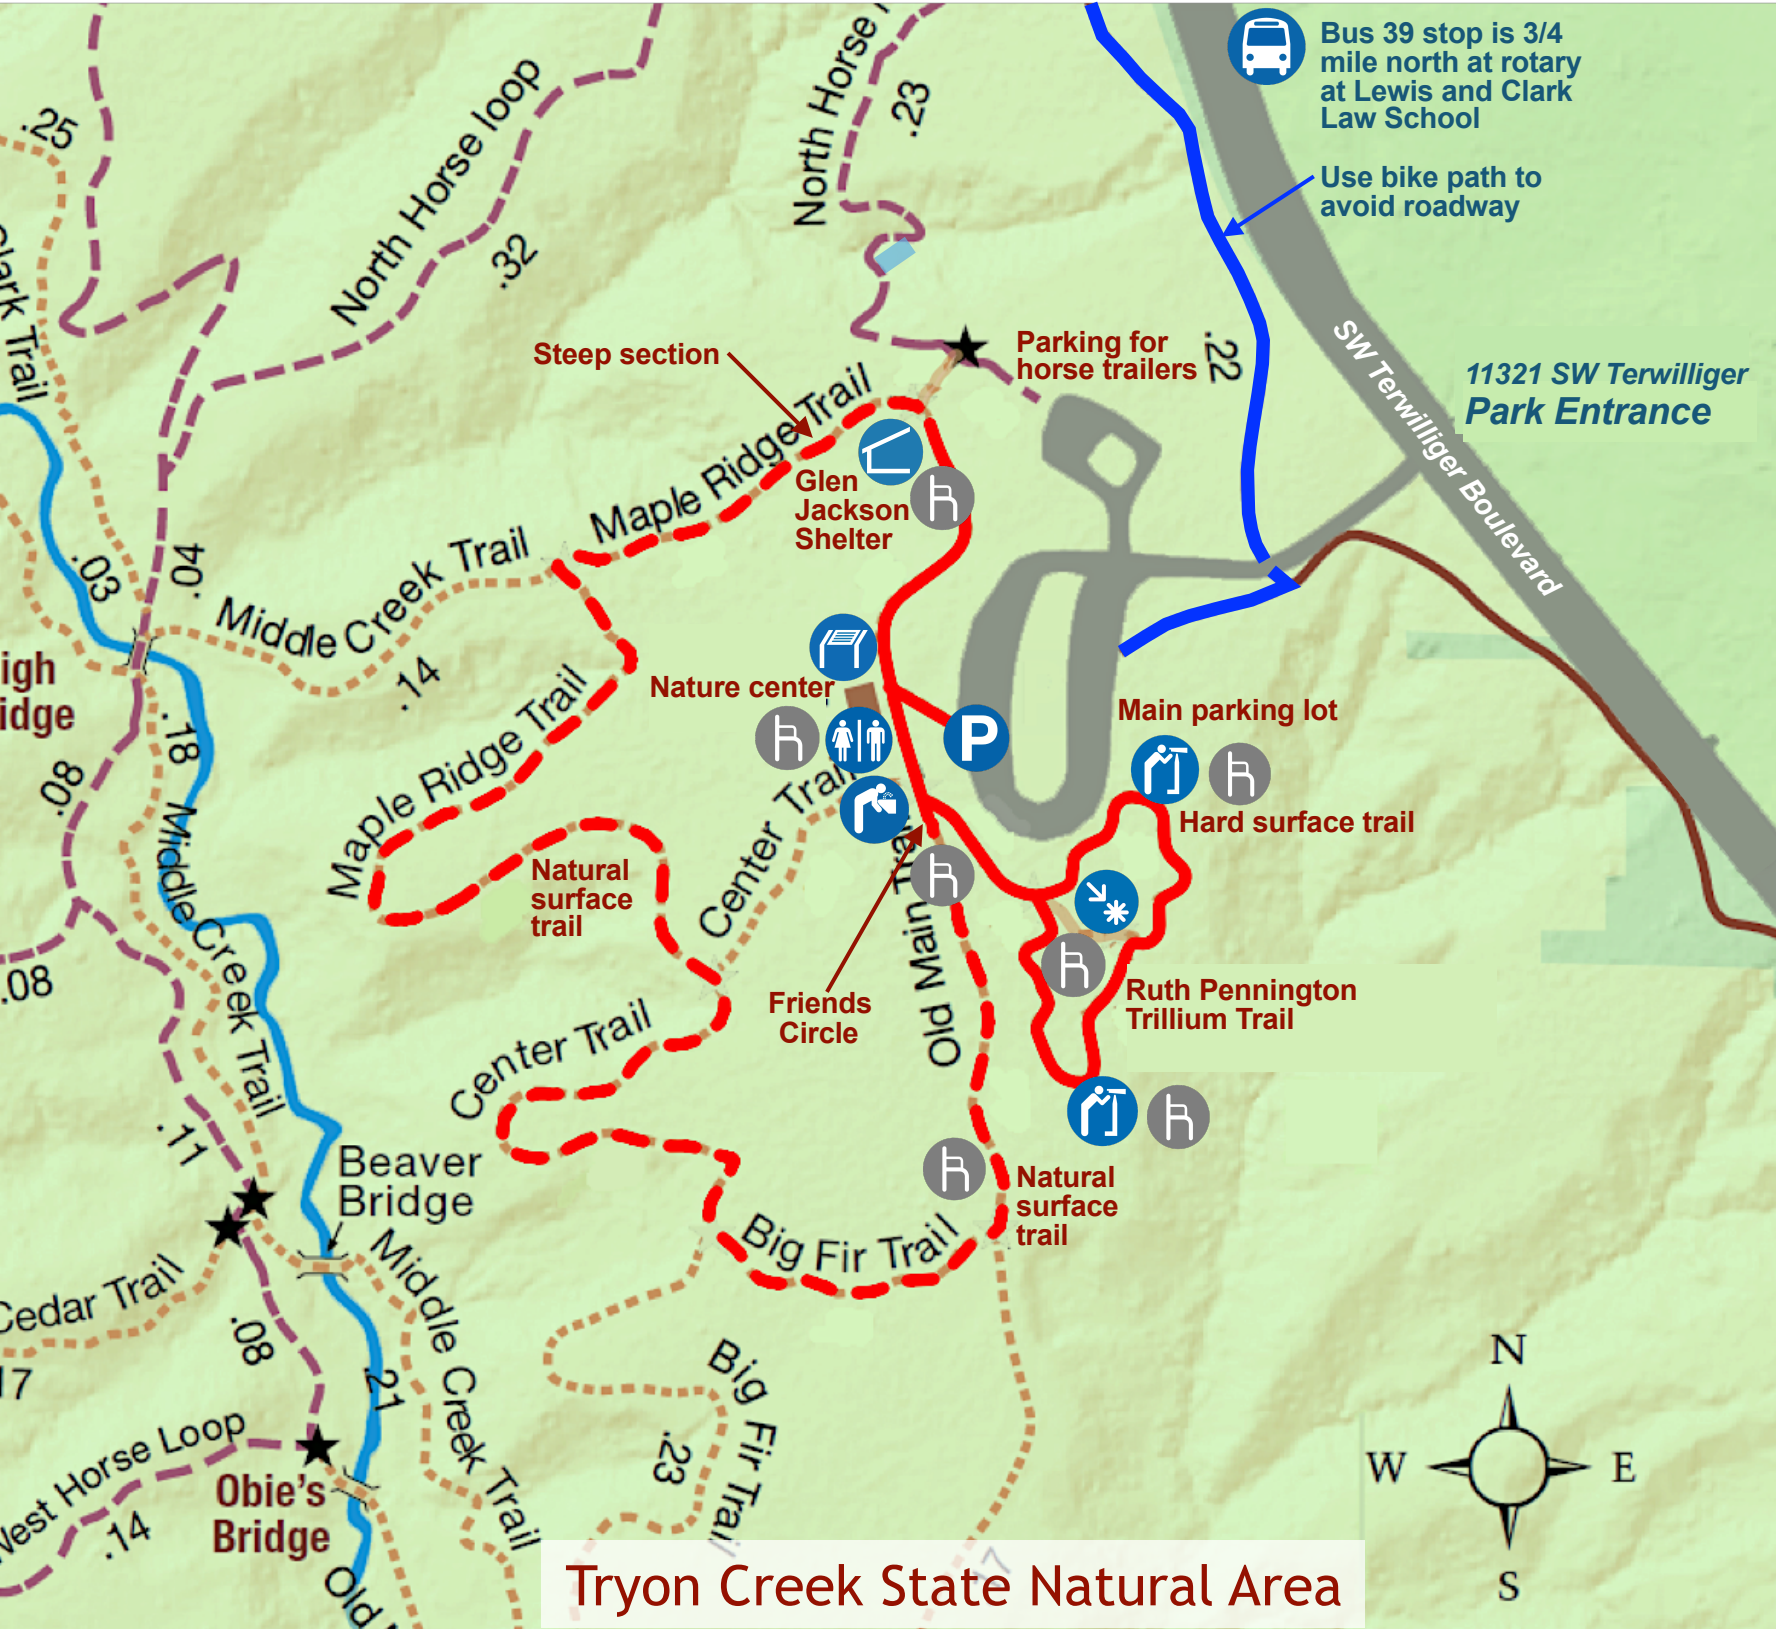 Bus 39 stop is 3/4
mile north at rotary
at Lewis and Clark
Law School
Use bike path to
avoid roadway
11321 SW Terwilliger
Park Entrance
SW Terwilliger Boulevard
.25
North Horse loop
.32
North Horse
.23
.22
Parking for
horse trailers
Steep section
Maple Ridge Trail
Glen
Jackson
Shelter
Trail
.03
.04
Middle Creek Trail
.14
Nature center
P
Main parking lot
Hard surface trail
.18
.08
Maple Ridge Trail
Natural
surface
trail
Center Trail
Old Main Trail
Middle Creek Trail
.08
Friends
Circle
Ruth Pennington
Trillium Trail
Center Trail
.11
Beaver
Bridge
Natural
surface
trail
Big Fir Trail
Cedar Trail
.08
Middle Creek Trail
17
.21
Big Fir Trail
.23
West Horse Loop
.14
Obie's
Bridge
Old
.17
N
W
E
S
Tryon Creek State Natural Area